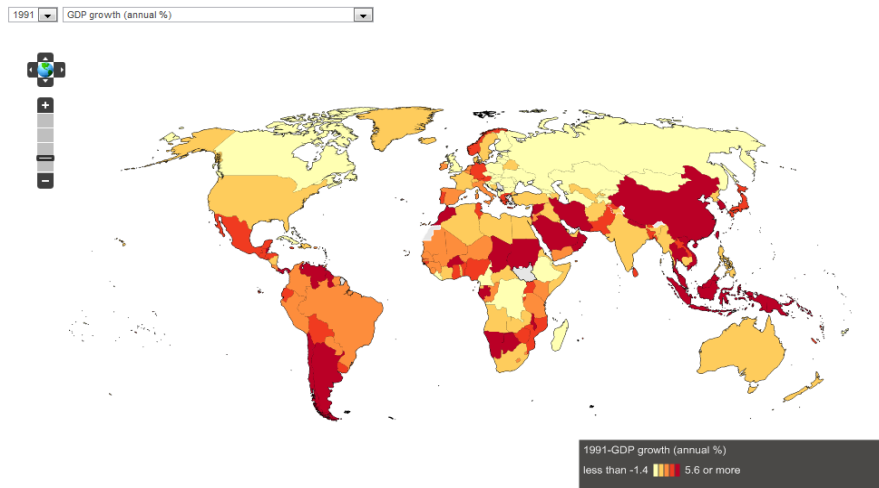 1991 GDP growth (annual %)
+
−
1991-GDP growth (annual %)
less than -1.4 5.6 or more